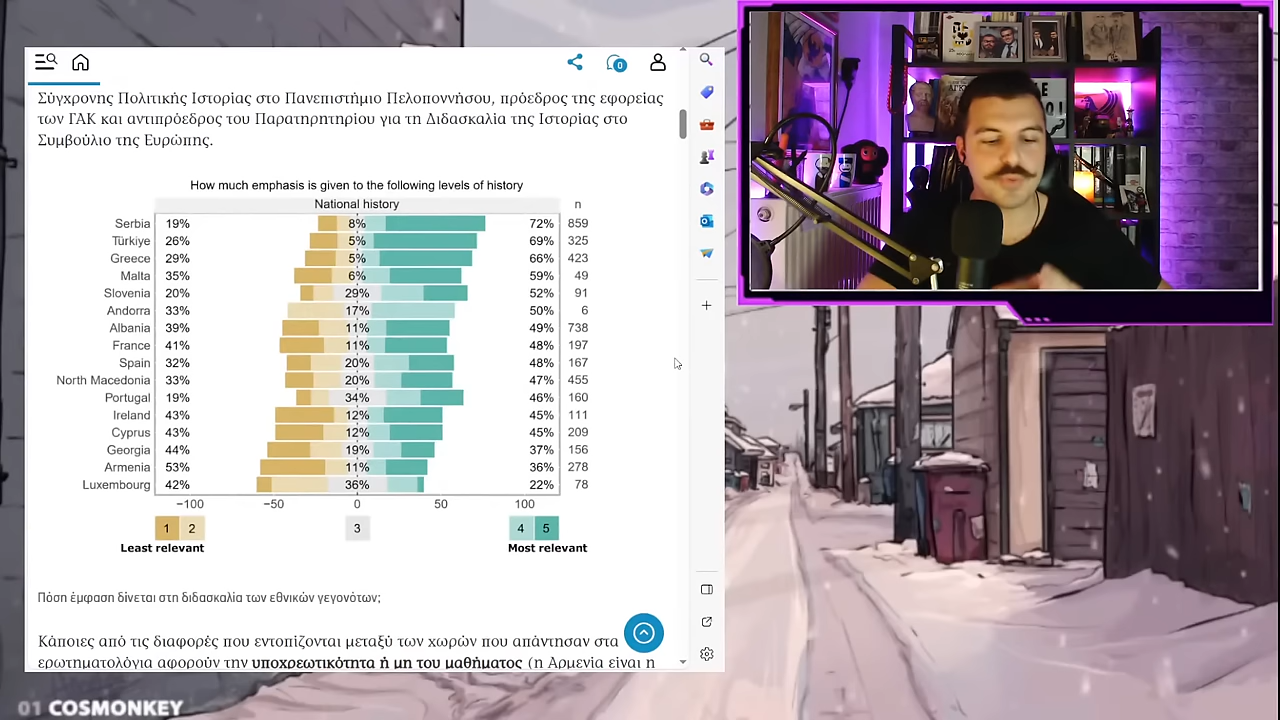 0
Σύγχρονης Πολιτικής Ιστορίας στο Πανεπιστήμιο Πελοποννήσου, πρόεδρος της εφορείας
των ΓΑΚ και αντιπρόεδρος του Παρατηρητηρίου για τη Διδασκαλία της Ιστορίας στο
Συμβούλιο της Ευρώπης.
How much emphasis is given to the following levels of history
National history n
Serbia 19% 8% 72% 859
Türkiye 26% 5% 69% 325
Greece 29% 5% 66% 423
Malta 35% 6% 59% 49
Slovenia 20% 29% 52% 91
Andorra 33% 17% 50% 6
Albania 39% 11% 49% 738
France 41% 11% 48% 197
Spain 32% 20% 48% 167
North Macedonia 33% 20% 47% 455
Portugal 19% 34% 46% 160
Ireland 43% 12% 45% 111
Cyprus 43% 12% 45% 209
Georgia 44% 19% 37% 156
Armenia 53% 11% 36% 278
Luxembourg 42% 36% 22% 78
−100 −50 0 50 100
1 2 3 4 5
Least relevant Most relevant
Πόση έμφαση δίνεται στη διδασκαλία των εθνικών γεγονότων;
Κάποιες από τις διαφορές που εντοπίζονται μεταξύ των χωρών που απάντησαν στα
ερωτηματολόγια αφορούν την υποχρεωτικότητα ή μη του μαθήματος (η Αρμενία είναι η
01 COSMONKEY